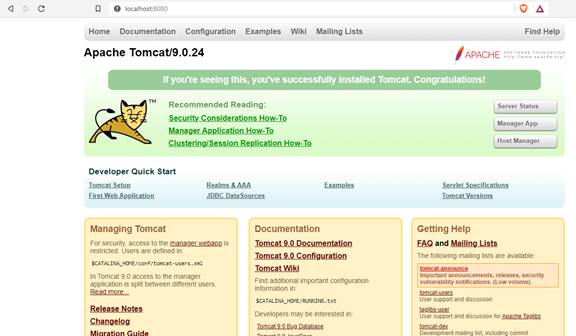 localhost:8080
Home Documentation Configuration Examples Wiki Mailing Lists Find Help
Apache Tomcat/9.0.24
APACHE SOFTWARE FOUNDATION
http://www.apache.org/
If you're seeing this, you've successfully installed Tomcat. Congratulations!
TM
Recommended Reading:
Security Considerations How-To
Manager Application How-To
Clustering/Session Replication How-To
Server Status
Manager App
Host Manager
Developer Quick Start
Tomcat Setup
First Web Application
Realms & AAA
JDBC DataSources
Examples
Servlet Specifications
Tomcat Versions
Managing Tomcat
For security, access to the manager webapp is
restricted. Users are defined in:
$CATALINA_HOME/conf/tomcat-users.xml
In Tomcat 9.0 access to the manager
application is split between different users.
Read more...
Release Notes
Changelog
Migration Guide
Documentation
Tomcat 9.0 Documentation
Tomcat 9.0 Configuration
Tomcat Wiki
Find additional important configuration
information in:
$CATALINA_HOME/RUNNING.txt
Developers may be interested in:
Tomcat 9.0 Bug Database
Getting Help
FAQ and Mailing Lists
The following mailing lists are available:
tomcat-announce
Important announcements, releases, security
vulnerability notifications. (Low volume).
tomcat-users
User support and discussion
taglibs-user
User support and discussion for Apache Taglibs
tomcat-dev
Development mailing list, including commit